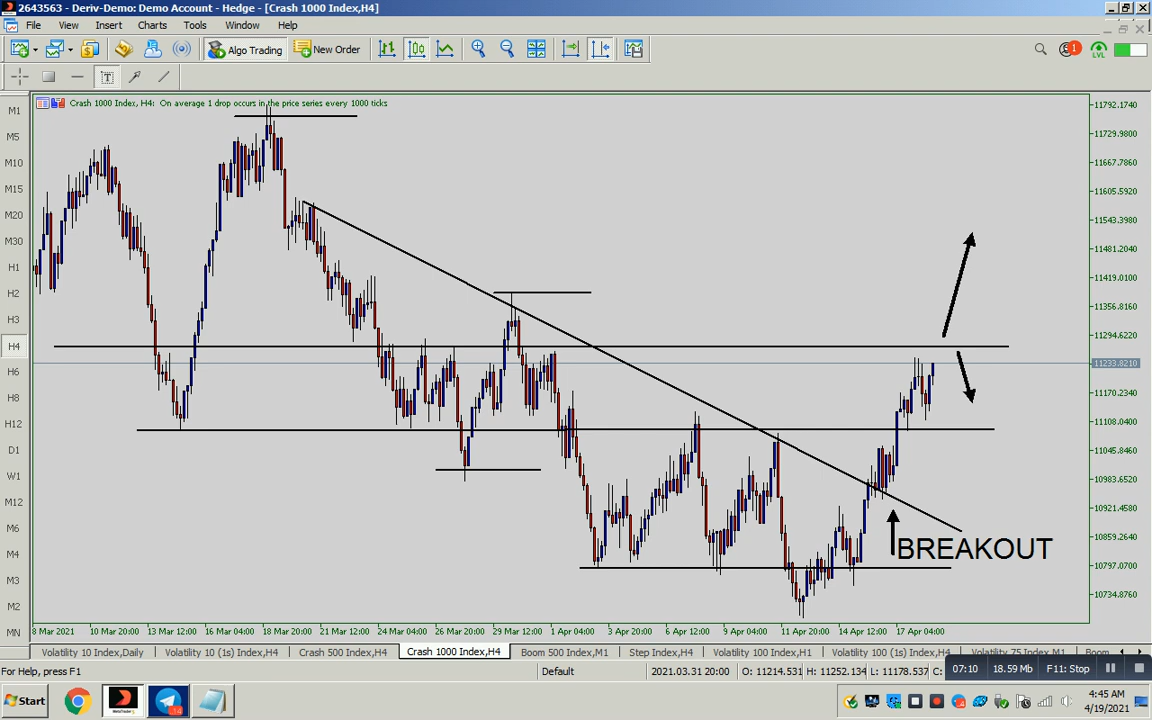 2643563 - Deriv-Demo: Demo Account - Hedge - [Crash 1000 Index,H4]
File View Insert Charts Tools Window Help
Algo Trading New Order
1
LVL
T
M1
M5
M10
M15
M20
M30
H1
H2
H3
H4
H6
H8
H12
D1
W1
M12
M6
M4
M3
M2
MN
Crash 1000 Index, H4: On average 1 drop occurs in the price series every 1000 ticks
11792.1740
11729.9800
11667.7860
11605.5920
11543.3980
11481.2040
11419.0100
11356.8160
11294.6220
11233.8210
11170.2340
11108.0400
11045.8460
10983.6520
10921.4580
10859.2640
10797.0700
10734.8760
BREAKOUT
8 Mar 2021 10 Mar 20:00 13 Mar 12:00 16 Mar 04:00 18 Mar 20:00 21 Mar 12:00 24 Mar 04:00 26 Mar 20:00 29 Mar 12:00 1 Apr 04:00 3 Apr 20:00 6 Apr 12:00 9 Apr 04:00 11 Apr 20:00 14 Apr 12:00 17 Apr 04:00
Volatility 10 Index,Daily Volatility 10 (1s) Index,H4 Crash 500 Index,H4 Crash 1000 Index,H4 Boom 500 Index,M1 Step Index,H4 Volatility 100 Index,H1 Volatility 100 (1s) Index,H4 Volatility 75 Index,M1 Boom
For Help, press F1 Default 2021.03.31 20:00 O: 11214.531 H: 11252.134 L: 11178.537 C: 07:10 18.59 Mb F11: Stop
Start 14 4:45 AM
4/19/2021